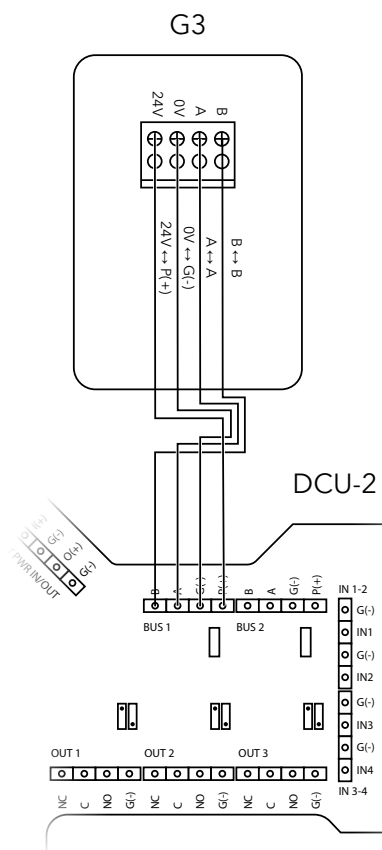 G3
24V
0V
A
B
24V ↔ P(+)
0V ↔ G(-)
A ↔ A
B ↔ B
DCU-2
G(-)
O(+)
G(-)
PWR IN/OUT
B
A
G(-)
P(+)
B
A
G(-)
P(+)
BUS 1
BUS 2
IN 1-2
G(-)
IN1
G(-)
IN2
G(-)
IN3
G(-)
IN4
IN 3-4
OUT 1
OUT 2
OUT 3
NC
C
NO
G(-)
NC
C
NO
G(-)
NC
C
NO
G(-)